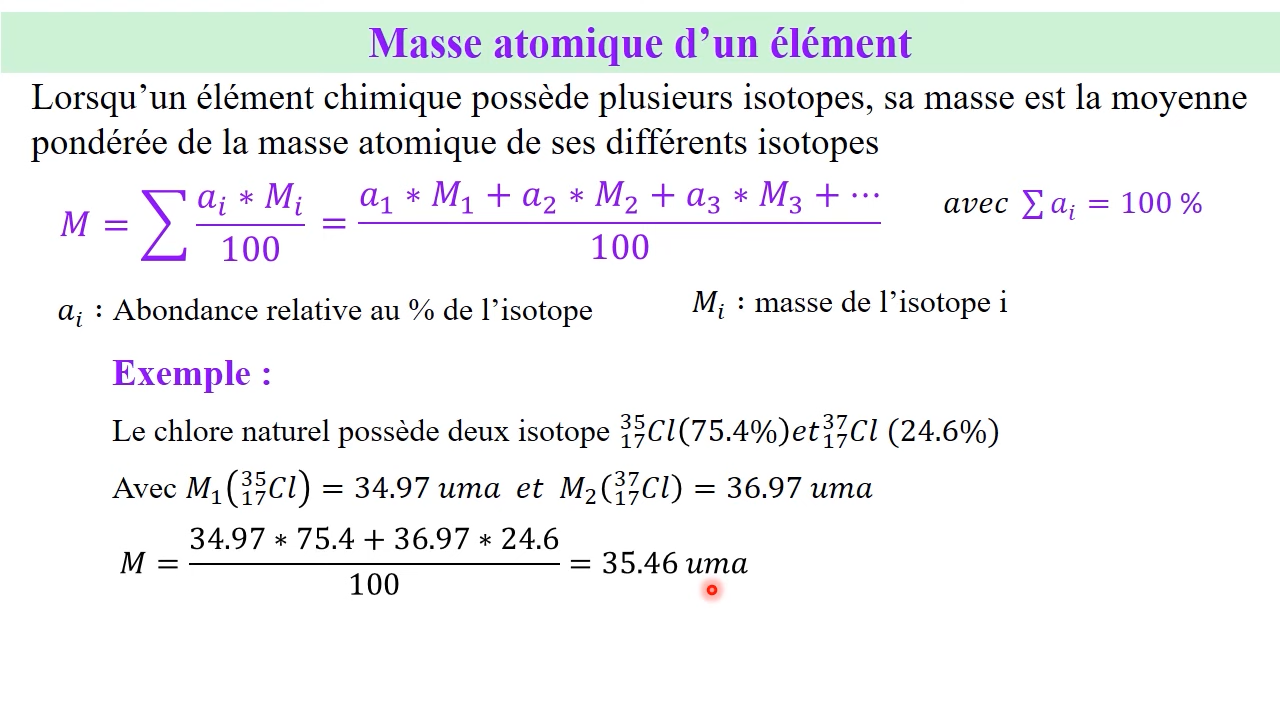 Masse atomique d’un élément
Lorsqu’un élément chimique possède plusieurs isotopes, sa masse est la moyenne
pondérée de la masse atomique de ses différents isotopes
M = ∑ (aᵢ * Mᵢ)/100 = (a₁ * M₁ + a₂ * M₂ + a₃ * M₃ + ⋯)/100 avec ∑ aᵢ = 100 %
aᵢ : Abondance relative au % de l’isotope Mᵢ : masse de l’isotope i
Exemple :
Le chlore naturel possède deux isotope ³⁵₁₇Cl(75.4%)et³⁷₁₇Cl (24.6%)
Avec M₁(³⁵₁₇Cl) = 34.97 uma et M₂(³⁷₁₇Cl) = 36.97 uma
M = (34.97 * 75.4 + 36.97 * 24.6)/100 = 35.46 uma